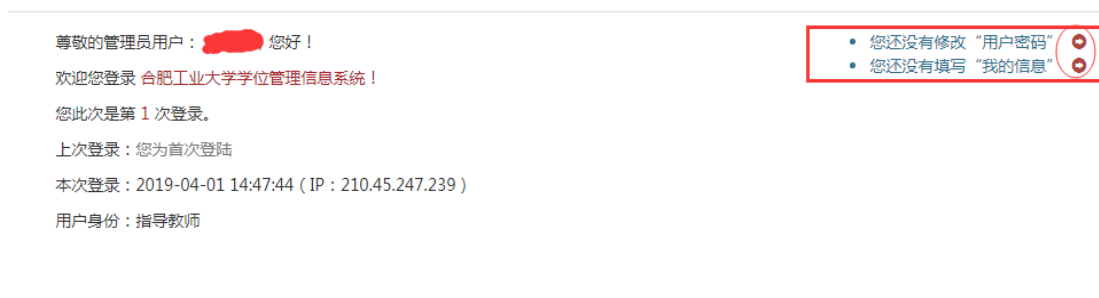 尊敬的管理员用户： 您好！
欢迎您登录 合肥工业大学学位管理信息系统！
您此次是第 1 次登录。
上次登录：您为首次登陆
本次登录：2019-04-01 14:47:44 ( IP：210.45.247.239 )
用户身份：指导教师
• 您还没有修改“用户密码”
• 您还没有填写“我的信息”